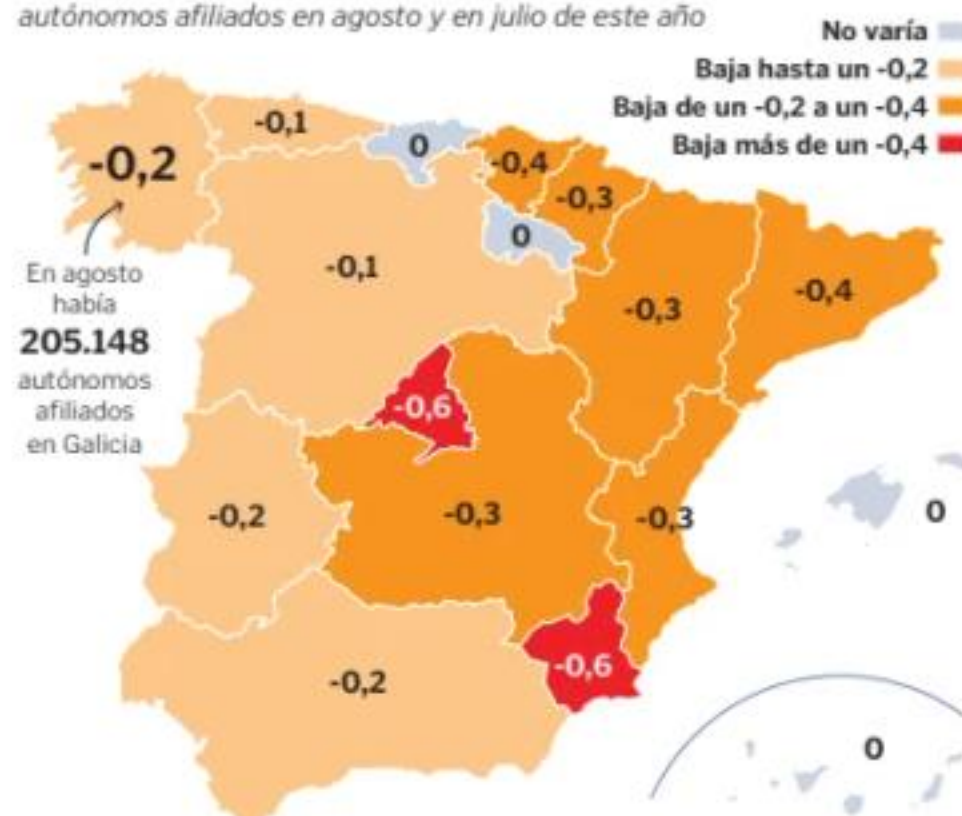 autónomos afiliados en agosto y en julio de este año
No varía
Baja hasta un -0,2
Baja de un -0,2 a un -0,4
Baja más de un -0,4
-0,2
-0,1
0
-0,4
-0,3
0
-0,1
-0,3
-0,4
En agosto
había
205.148
autónomos
afiliados
en Galicia
-0,6
-0,2
-0,3
-0,3
0
-0,6
-0,2
0